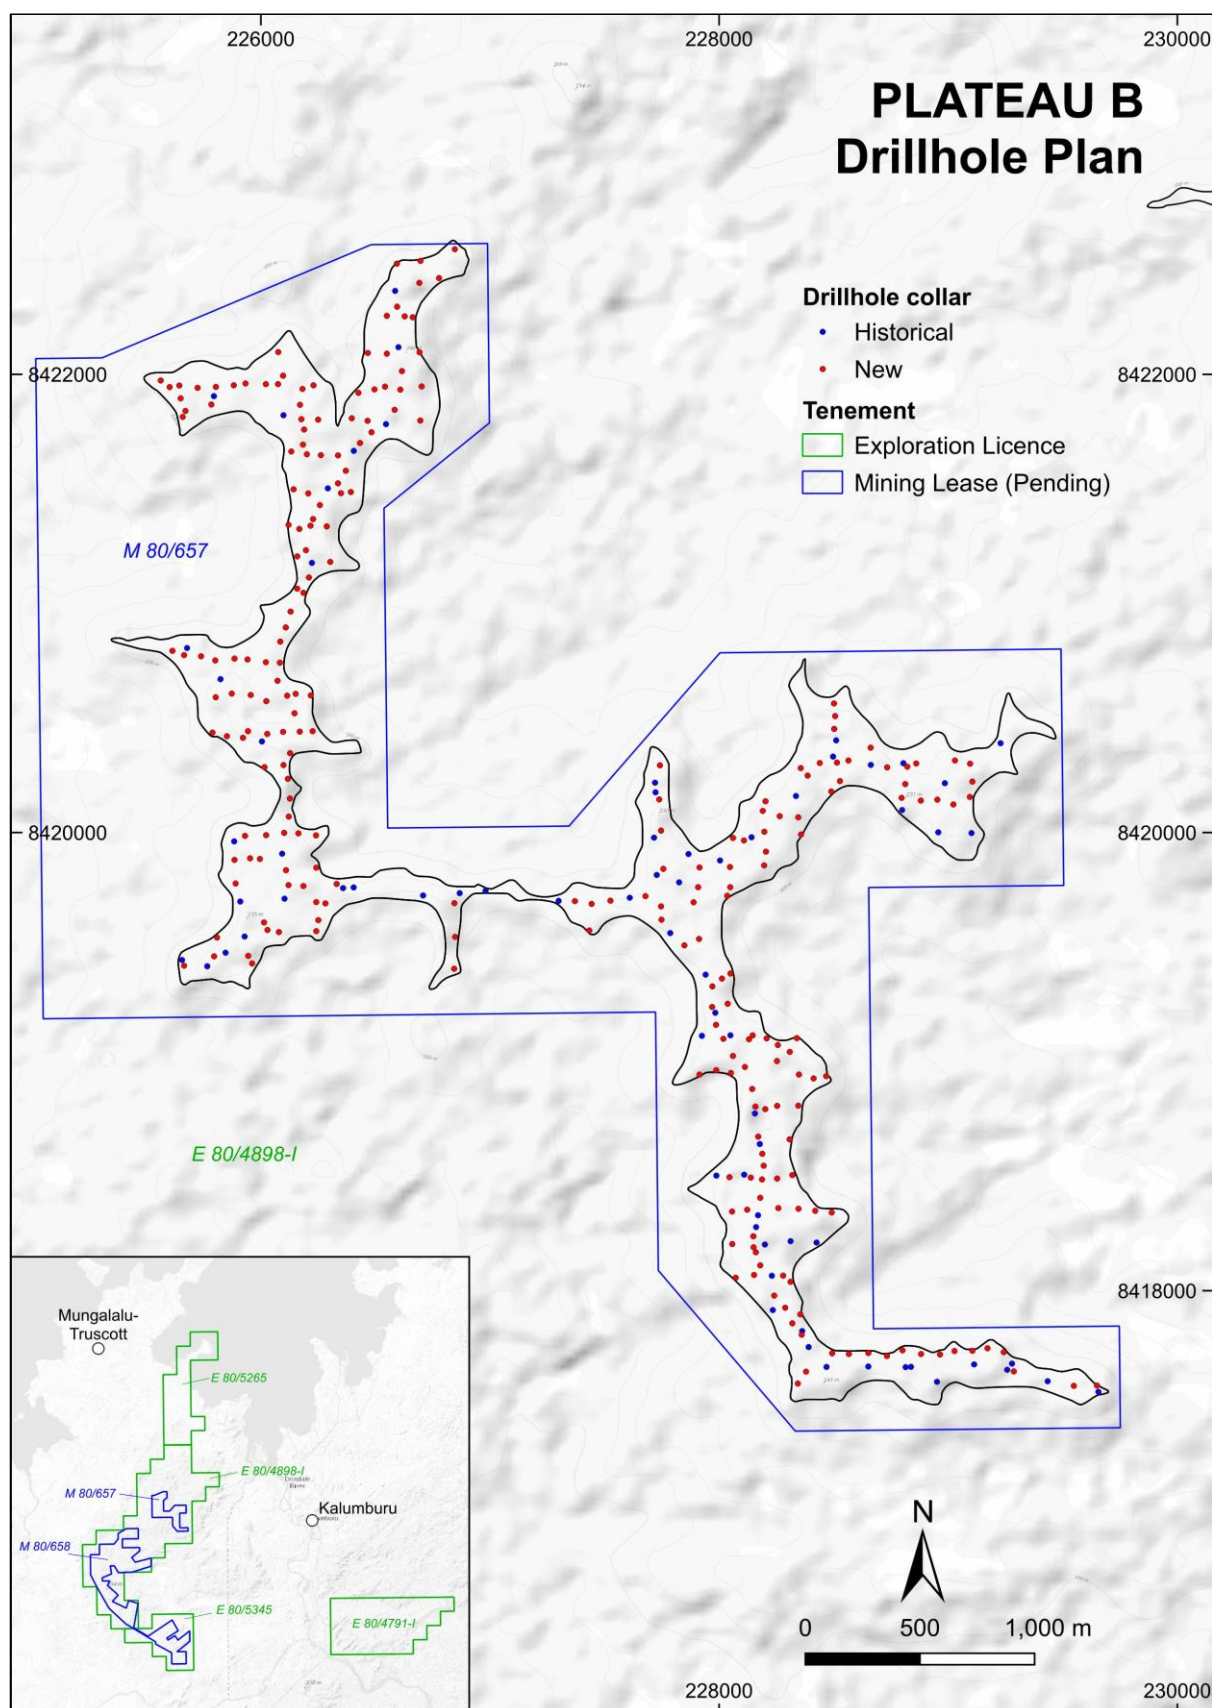 226000
228000
230000
PLATEAU B
Drillhole Plan
Drillhole collar
Historical
New
Tenement
Exploration Licence
Mining Lease (Pending)
8422000
8422000
M 80/657
8420000
8420000
E 80/4898-I
8418000
Mungalalu-
Truscott
E 80/5265
E 80/4898-I
M 80/657
Kalumburu
M 80/658
E 80/5345
E 80/4791-I
N
0 500 1,000 m
228000
230000